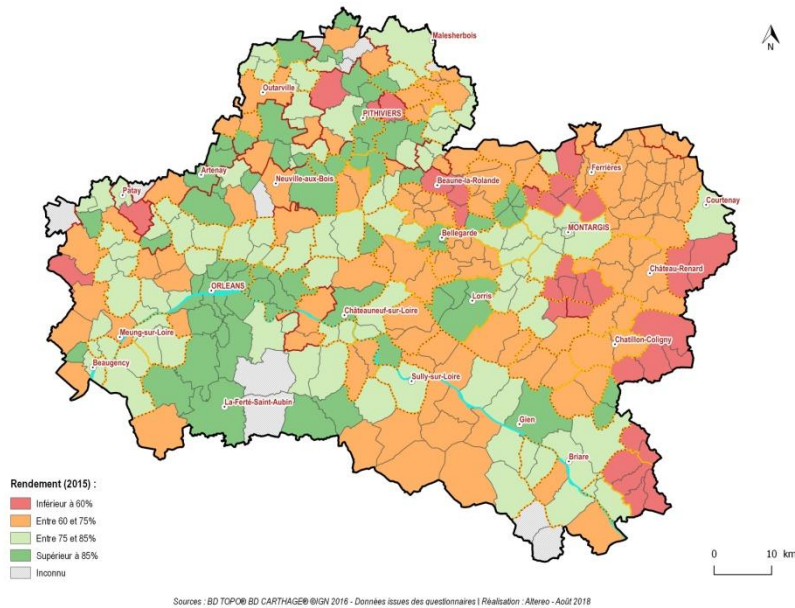 Malesherbois
N
Outarville
PITHIVIERS
Artenay
Neuville-aux-Bois
Patay
Beaune-la-Rolande
Ferrières
Courtenay
Bellegarde
MONTARGIS
Château-Renard
ORLEANS
Lorris
Châteauneuf-sur-Loire
Meung-sur-Loire
Chatillon-Coligny
Beaugency
Sully-sur-Loire
La-Ferté-Saint-Aubin
Gien
Briare
Rendement (2015) :
Inférieur à 60%
Entre 60 et 75%
Entre 75 et 85%
Supérieur à 85%
Inconnu
0 10 km
Sources : BD TOPO® BD CARTHAGE® ©IGN 2016 - Données issues des questionnaires | Réalisation : Altereo - Août 2018